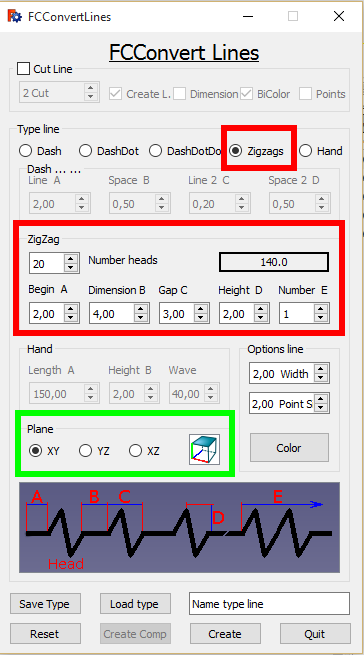 FCConvertLines
FCConvert Lines
Cut Line
2 Cut Create L. Dimension BiColor Points
Type line
Dash DashDot DashDotDo Zigzags Hand
Dash ... ...
Line A Space B Line 2 C Space 2 D
2,00 0,50 0,20 0,50
ZigZag
20 Number heads 140.0
Begin A Dimension B Gap C Height D Number E
2,00 4,00 3,00 2,00 1
Hand Options line
Length A Height B Wave 2,00 Width
150,00 2,00 40,00 2,00 Point S
Plane
XY YZ XZ Color
A B C E
D
Head
Save Type Load type Name type line
Reset Create Comp Create Quit